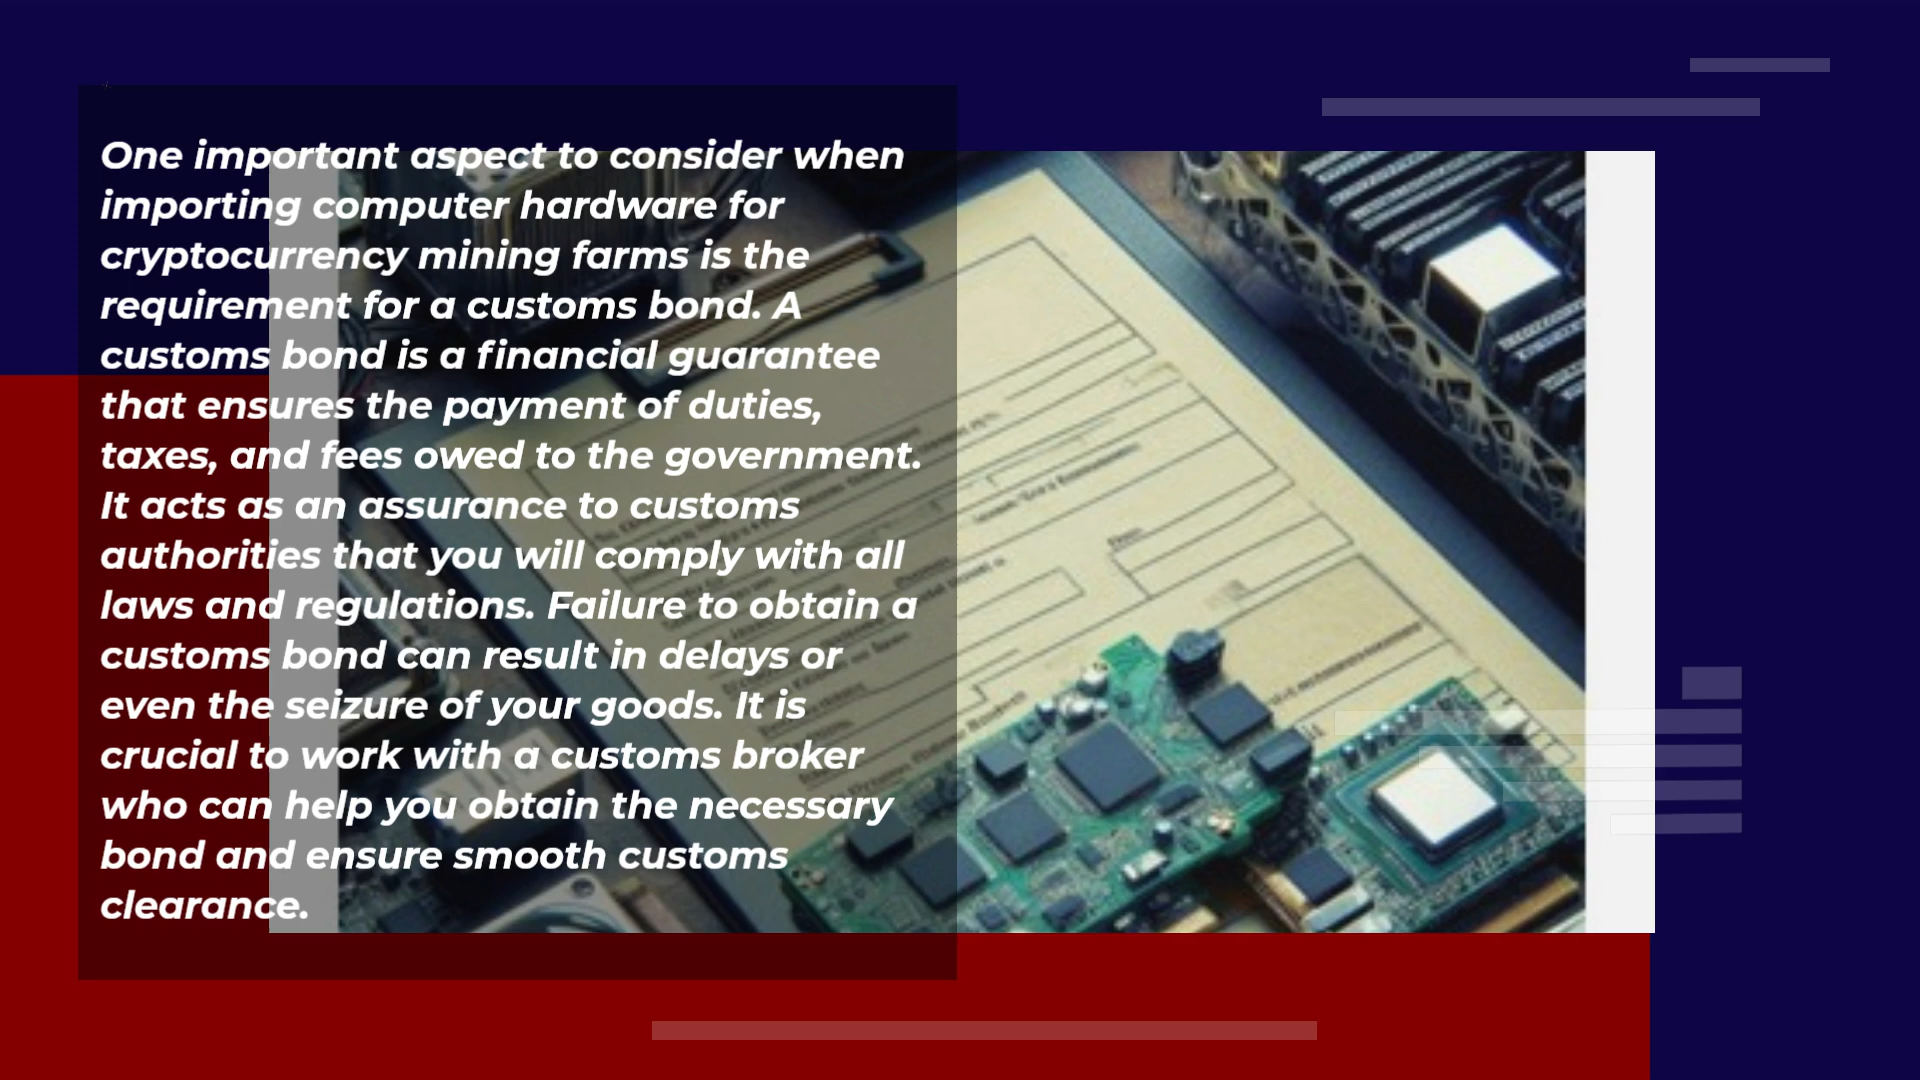 One important aspect to consider when
importing computer hardware for
cryptocurrency mining farms is the
requirement for a customs bond. A
customs bond is a financial guarantee
that ensures the payment of duties,
taxes, and fees owed to the government.
It acts as an assurance to customs
authorities that you will comply with all
laws and regulations. Failure to obtain a
customs bond can result in delays or
even the seizure of your goods. It is
crucial to work with a customs broker
who can help you obtain the necessary
bond and ensure smooth customs
clearance.